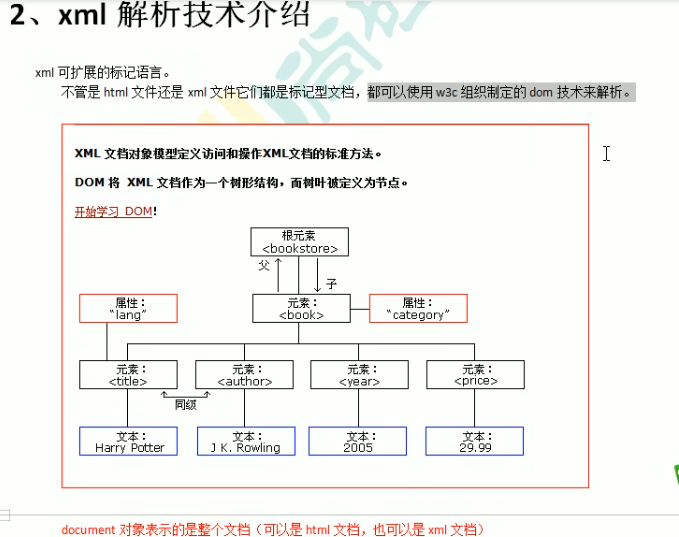 2、xml 解析技术介绍
xml 可扩展的标记语言。
不管是 html 文件还是 xml 文件它们都是标记型文档，都可以使用 w3c 组织制定的 dom 技术来解析。
XML 文档对象模型定义访问和操作XML文档的标准方法。
DOM 将 XML 文档作为一个树形结构，而树叶被定义为节点。
开始学习 DOM!
根元素
<bookstore>
父
子
属性：
“lang”
元素：
<book>
属性：
“category”
元素：
<title>
元素：
<author>
元素：
<year>
元素：
<price>
同级
文本：
Harry Potter
文本：
J K. Rowling
文本：
2005
文本：
29.99
document 对象表示的是整个文档（可以是 html 文档，也可以是 xml 文档）